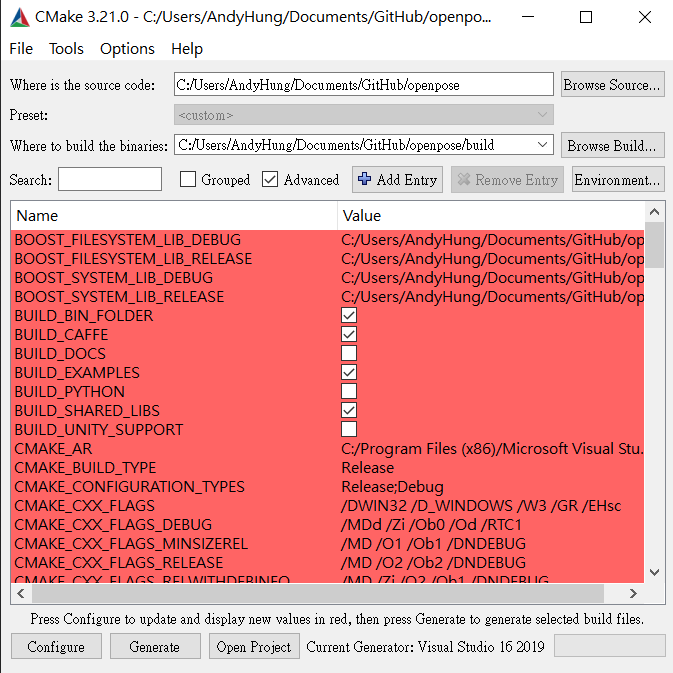 CMake 3.21.0 - C:/Users/AndyHung/Documents/GitHub/openpo...
File Tools Options Help
Where is the source code: C:/Users/AndyHung/Documents/GitHub/openpose Browse Source...
Preset: <custom>
Where to build the binaries: C:/Users/AndyHung/Documents/GitHub/openpose/build Browse Build...
Search: Grouped Advanced Add Entry Remove Entry Environment...
Name Value
BOOST_FILESYSTEM_LIB_DEBUG C:/Users/AndyHung/Documents/GitHub/op
BOOST_FILESYSTEM_LIB_RELEASE C:/Users/AndyHung/Documents/GitHub/op
BOOST_SYSTEM_LIB_DEBUG C:/Users/AndyHung/Documents/GitHub/op
BOOST_SYSTEM_LIB_RELEASE C:/Users/AndyHung/Documents/GitHub/op
BUILD_BIN_FOLDER
BUILD_CAFFE
BUILD_DOCS
BUILD_EXAMPLES
BUILD_PYTHON
BUILD_SHARED_LIBS
BUILD_UNITY_SUPPORT
CMAKE_AR C:/Program Files (x86)/Microsoft Visual Stu.
CMAKE_BUILD_TYPE Release
CMAKE_CONFIGURATION_TYPES Release;Debug
CMAKE_CXX_FLAGS /DWIN32 /D_WINDOWS /W3 /GR /EHsc
CMAKE_CXX_FLAGS_DEBUG /MDd /Zi /Ob0 /Od /RTC1
CMAKE_CXX_FLAGS_MINSIZEREL /MD /O1 /Ob1 /DNDEBUG
CMAKE_CXX_FLAGS_RELEASE /MD /O2 /Ob2 /DNDEBUG
CMAKE_CXX_FLAGS_RELWITHDEBINFO /MD /Zi /O2 /Ob1 /DNDEBUG
Press Configure to update and display new values in red, then press Generate to generate selected build files.
Configure Generate Open Project Current Generator: Visual Studio 16 2019